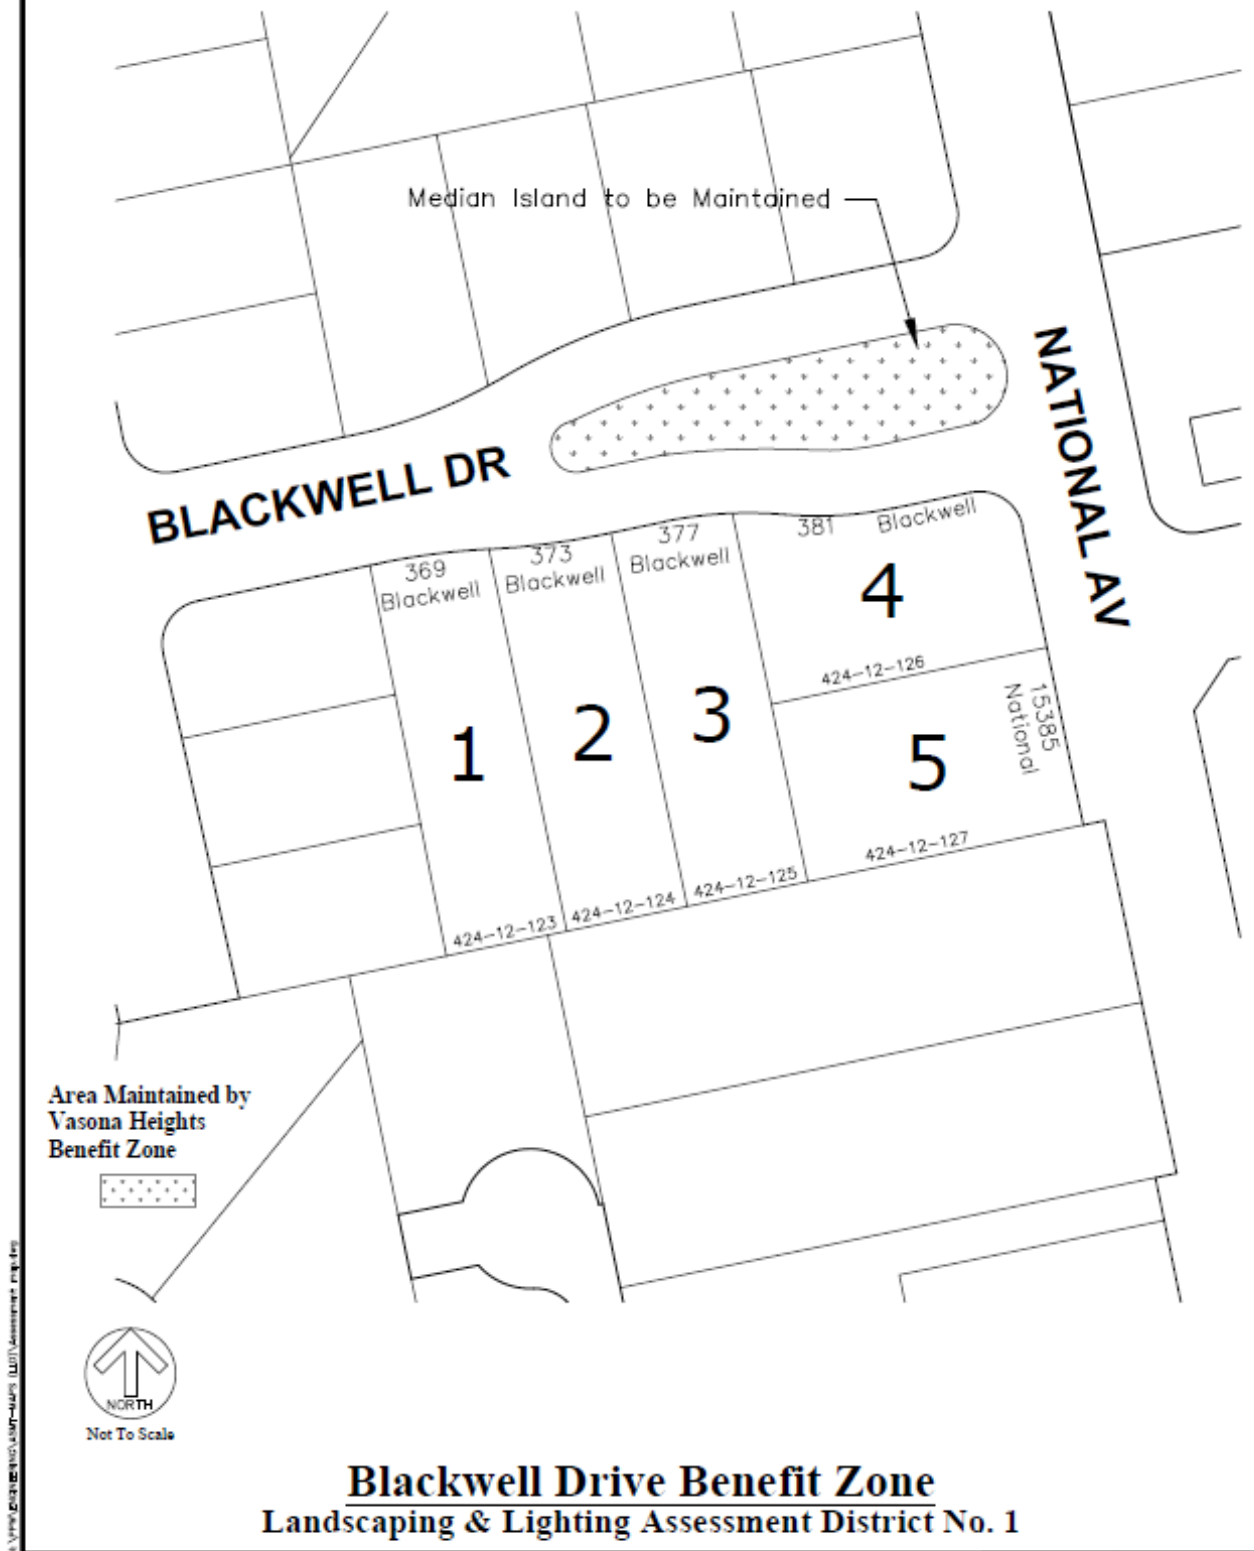 Median Island to be Maintained
NATIONAL AV
BLACKWELL DR
381 Blackwell
377
Blackwell
373
Blackwell
369
Blackwell
4
424-12-126
15385
National
1
2
3
5
424-12-127
424-12-125
424-12-124
424-12-123
Area Maintained by
Vasona Heights
Benefit Zone
NORTH
Not To Scale
Blackwell Drive Benefit Zone
Landscaping & Lighting Assessment District No. 1